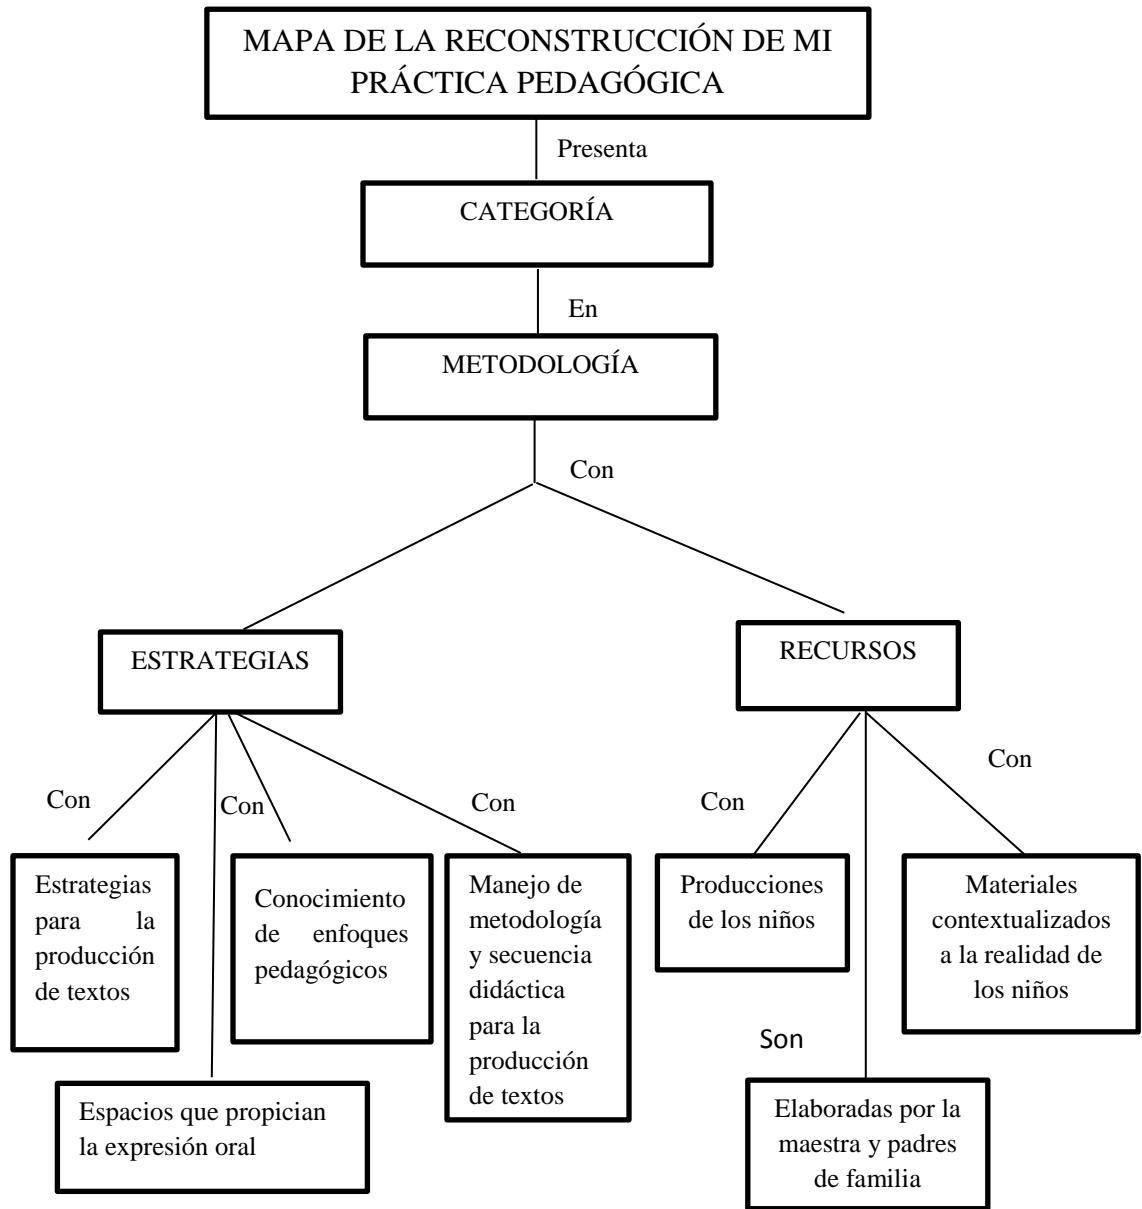 MAPA DE LA RECONSTRUCCIÓN DE MI
PRÁCTICA PEDAGÓGICA
Presenta
CATEGORÍA
En
METODOLOGÍA
Con
ESTRATEGIAS
RECURSOS
Con
Con
Con
Con
Con
Estrategias
para la
producción
de textos
Conocimiento
de enfoques
pedagógicos
Manejo de
metodología
y secuencia
didáctica
para la
producción
de textos
Espacios que propician
la expresión oral
Producciones
de los niños
Materiales
contextualizados
a la realidad de
los niños
Son
Elaboradas por la
maestra y padres
de familia